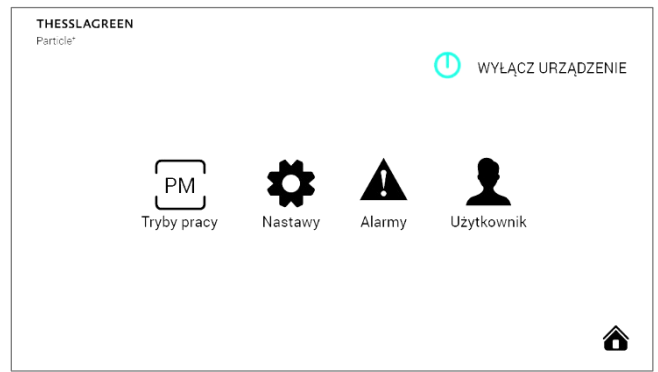 THESSLAGREEN
Particle+
WYŁĄCZ URZĄDZENIE
PM
Tryby pracy
Nastawy
Alarmy
Użytkownik